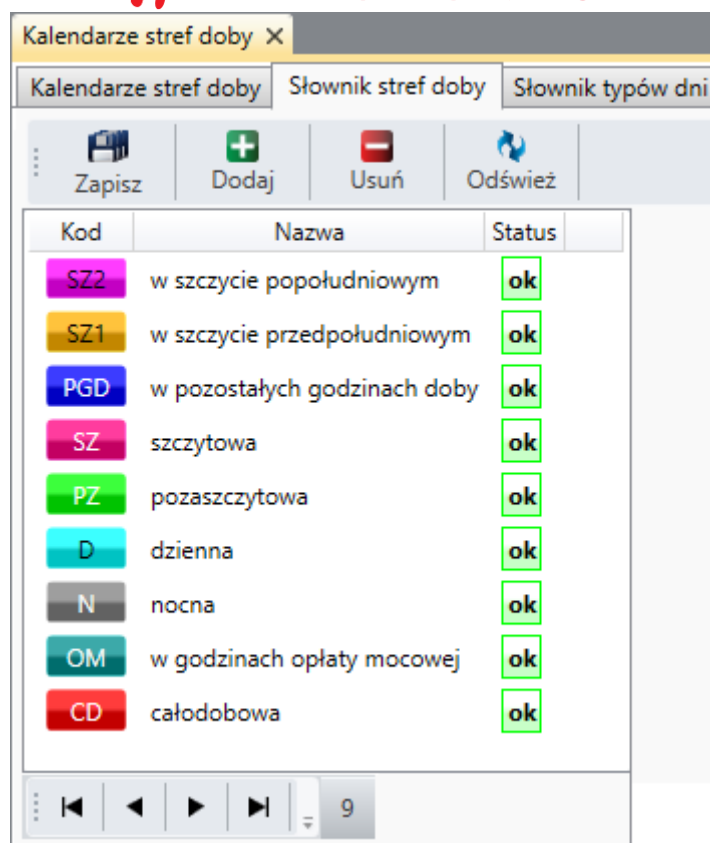 Kalendarze stref doby ×
Kalendarze stref doby Słownik stref doby Słownik typów dni
Zapisz Dodaj Usuń Odśwież
Kod Nazwa Status
SZ2 w szczycie popołudniowym ok
SZ1 w szczycie przedpołudniowym ok
PGD w pozostałych godzinach doby ok
SZ szczytowa ok
PZ pozaszczytowa ok
D dzienna ok
N nocna ok
OM w godzinach opłaty mocowej ok
CD całodobowa ok
9